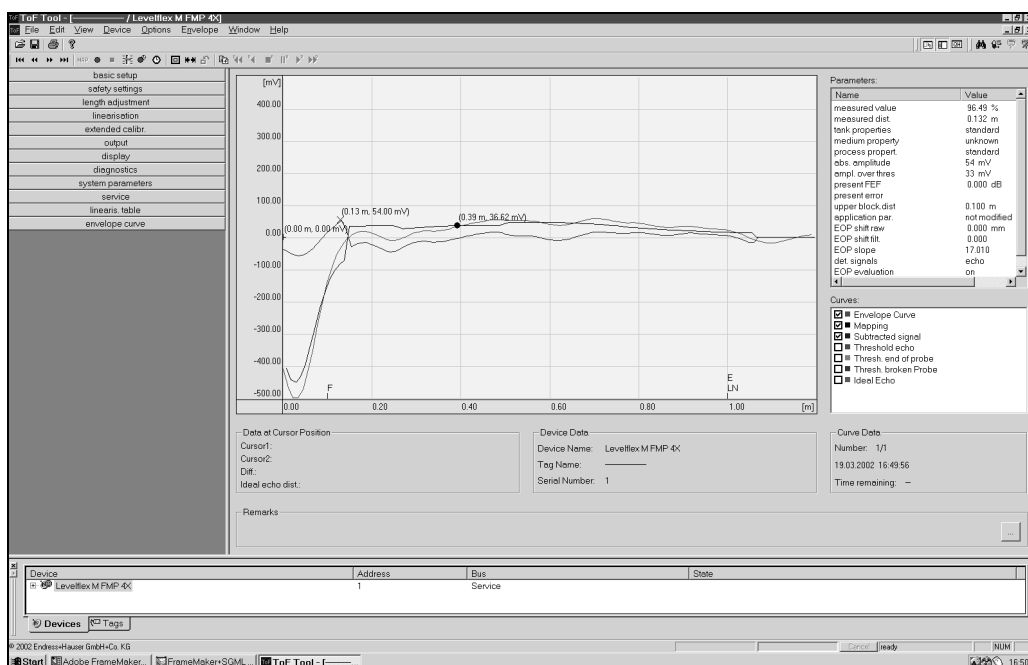 ToF Tool - [————— / Levelflex M FMP 4X]
File Edit View Device Options Envelope Window Help
basic setup
safety settings
length adjustment
linearisation
extended calibr.
output
display
diagnostics
system parameters
service
linearis. table
envelope curve
[mV]
400.00
300.00
200.00
100.00
0.00
-100.00
-200.00
-300.00
-400.00
-500.00
(0.13 m, 54.00 mV)
(0.39 m, 36.62 mV)
(0.00 m, 0.00 mV)
F
E
LN
0.00 0.20 0.40 0.60 0.80 1.00 [m]
Parameters:
Name Value
measured value 96.49 %
measured dist. 0.132 m
tank properties standard
medium property unknown
process propert. standard
abs. amplitude 54 mV
ampl. over thres 33 mV
present FEF 0.000 dB
present error
upper block.dist 0.100 m
application par. not modified
EOP shift raw 0.000 mm
EOP shift filt. 0.000
EOP slope 17.010
det. signals echo
EOP evaluation on
Curves:
Envelope Curve
Mapping
Subtracted signal
Threshold echo
Thresh. end of probe
Thresh. broken Probe
Ideal Echo
Data at Cursor Position
Cursor1:
Cursor2:
Diff.:
Ideal echo dist.:
Device Data
Device Name: Levelflex M FMP 4X
Tag Name: ————
Serial Number: 1
Curve Data
Number: 1/1
19.03.2002 16:49:56
Time remaining: –
Remarks
...
Device Address Bus State
Levelflex M FMP 4X 1 Service
Devices Tags
© 2002 Endress+Hauser GmbH+Co. KG Cancel ready NUM
Start Adobe FrameMaker... FrameMaker+SGML... ToF Tool - [—— 16:50